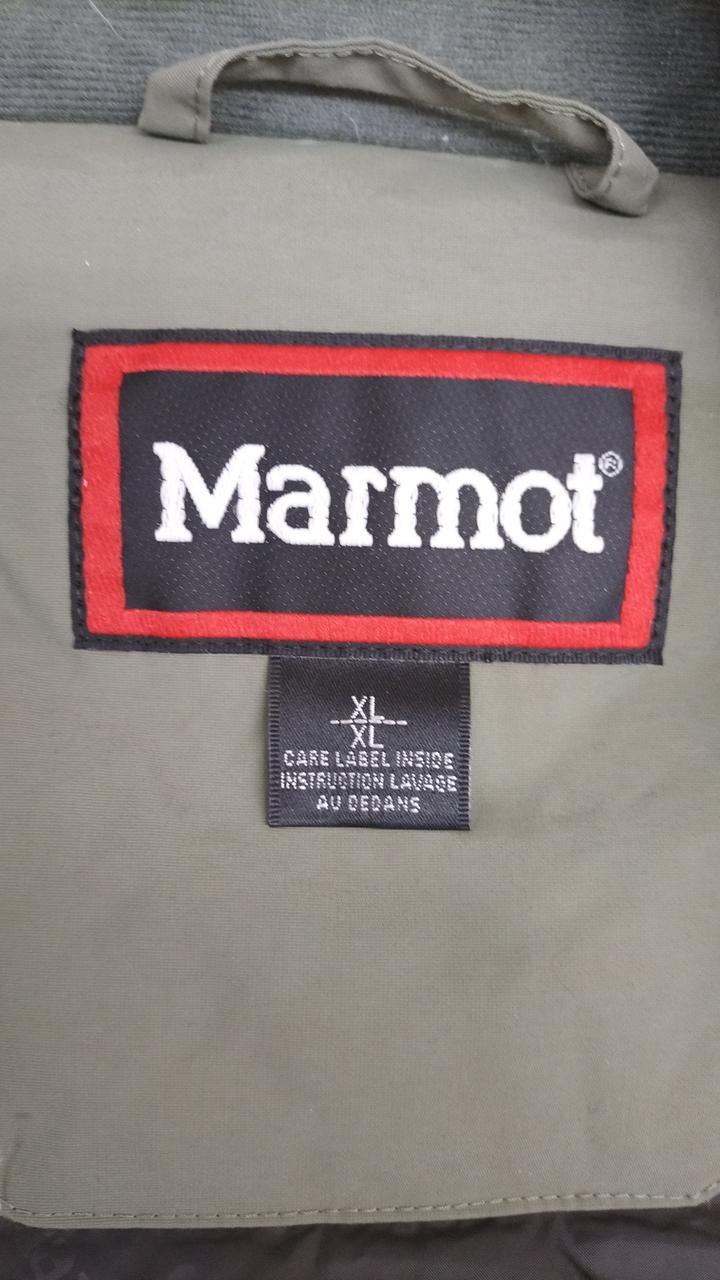 Marmot®
XL
XL
CARE LABEL INSIDE
INSTRUCTION LAVAGE
AU DEDANS